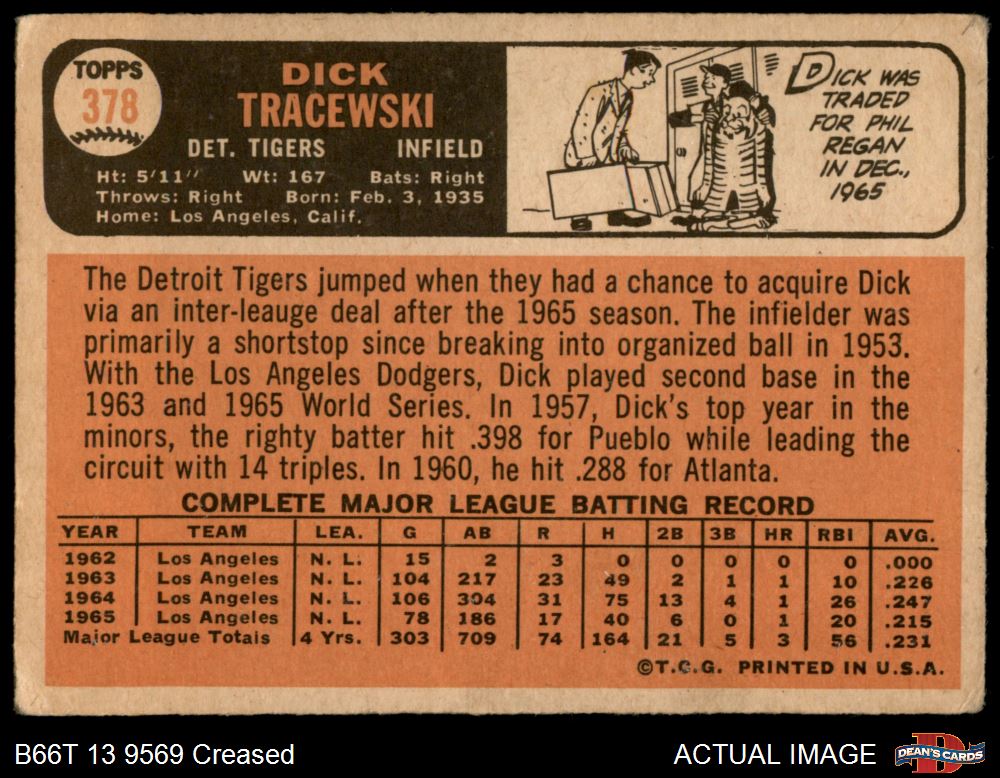 TOPPS
378
DICK
TRACEWSKI
DET. TIGERS INFIELD
Ht: 5'11" Wt: 167 Bats: Right
Throws: Right Born: Feb. 3, 1935
Home: Los Angeles, Calif.
DICK WAS
TRADED
FOR PHIL
REGAN
IN DEC.,
1965
The Detroit Tigers jumped when they had a chance to acquire Dick
via an inter-leauge deal after the 1965 season. The infielder was
primarily a shortstop since breaking into organized ball in 1953.
With the Los Angeles Dodgers, Dick played second base in the
1963 and 1965 World Series. In 1957, Dick's top year in the
minors, the righty batter hit .398 for Pueblo while leading the
circuit with 14 triples. In 1960, he hit .288 for Atlanta.
COMPLETE MAJOR LEAGUE BATTING RECORD
YEAR TEAM LEA. G AB R H 2B 3B HR RBI AVG.
1962 Los Angeles N. L. 15 2 3 0 0 0 0 0 .000
1963 Los Angeles N. L. 104 217 23 49 2 1 1 10 .226
1964 Los Angeles N. L. 106 304 31 75 13 4 1 26 .247
1965 Los Angeles N. L. 78 186 17 40 6 0 1 20 .215
Major League Totals 4 Yrs. 303 709 74 164 21 5 3 56 .231
©T.C.G. PRINTED IN U.S.A.
B66T 13 9569 Creased ACTUAL IMAGE
DEAN'S CARDS